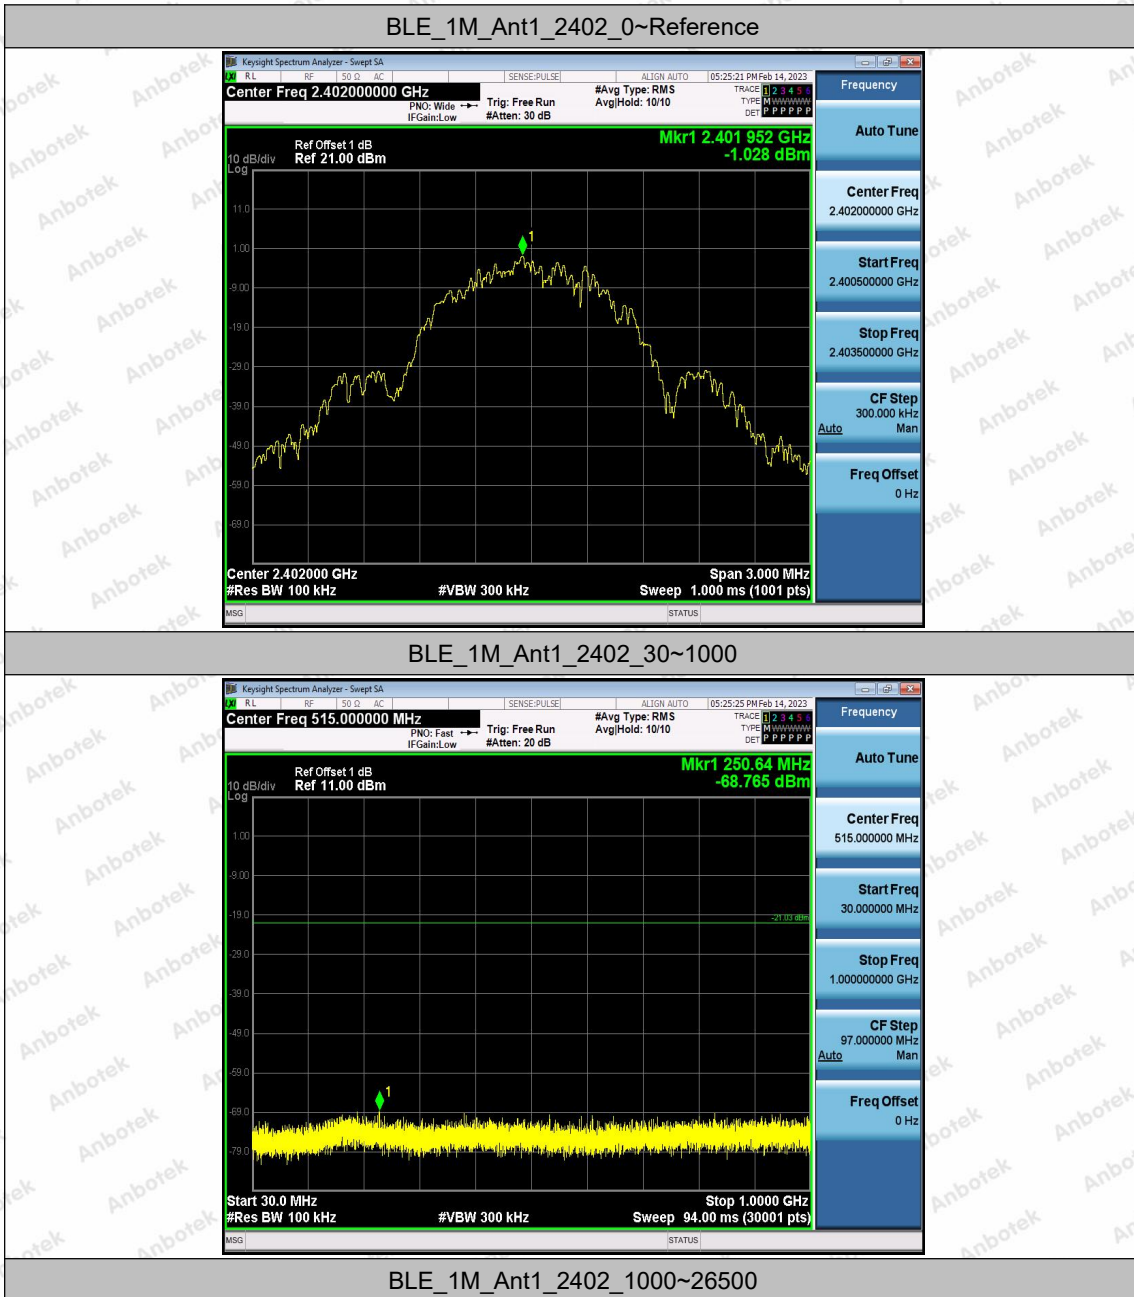 BLE_1M_Ant1_2402_0~Reference
Keysight Spectrum Analyzer - Swept SA
LXI RL RF 50 Ω AC SENSE:PULSE ALIGN AUTO 05:25:21 PM Feb 14, 2023
Center Freq 2.402000000 GHz
PNO: Wide
IFGain:Low
Trig: Free Run
#Atten: 30 dB
#Avg Type: RMS
Avg|Hold: 10/10
TRACE 1 2 3 4 5 6
TYPE M W W W W W
DET P P P P P P
Frequency
Mkr1 2.401 952 GHz
-1.028 dBm
Ref Offset 1 dB
10 dB/div Ref 21.00 dBm
Log
11.0
1.00
-9.00
-19.0
-29.0
-39.0
-49.0
-59.0
-69.0
1
Center 2.402000 GHz Span 3.000 MHz
#Res BW 100 kHz #VBW 300 kHz Sweep 1.000 ms (1001 pts)
MSG STATUS
Auto Tune
Center Freq
2.402000000 GHz
Start Freq
2.400500000 GHz
Stop Freq
2.403500000 GHz
CF Step
300.000 kHz
Auto Man
Freq Offset
0 Hz
BLE_1M_Ant1_2402_30~1000
Keysight Spectrum Analyzer - Swept SA
LXI RL RF 50 Ω AC SENSE:PULSE ALIGN AUTO 05:25:25 PM Feb 14, 2023
Center Freq 515.000000 MHz
PNO: Fast
IFGain:Low
Trig: Free Run
#Atten: 20 dB
#Avg Type: RMS
Avg|Hold: 10/10
TRACE 1 2 3 4 5 6
TYPE M W W W W W
DET P P P P P P
Frequency
Mkr1 250.64 MHz
-68.765 dBm
Ref Offset 1 dB
10 dB/div Ref 11.00 dBm
Log
1.00
-9.00
-19.0
-29.0
-39.0
-49.0
-59.0
-69.0
-79.0
-21.03 dBm
1
Start 30.0 MHz Stop 1.0000 GHz
#Res BW 100 kHz #VBW 300 kHz Sweep 94.00 ms (30001 pts)
MSG STATUS
Auto Tune
Center Freq
515.000000 MHz
Start Freq
30.000000 MHz
Stop Freq
1.000000000 GHz
CF Step
97.000000 MHz
Auto Man
Freq Offset
0 Hz
BLE_1M_Ant1_2402_1000~26500